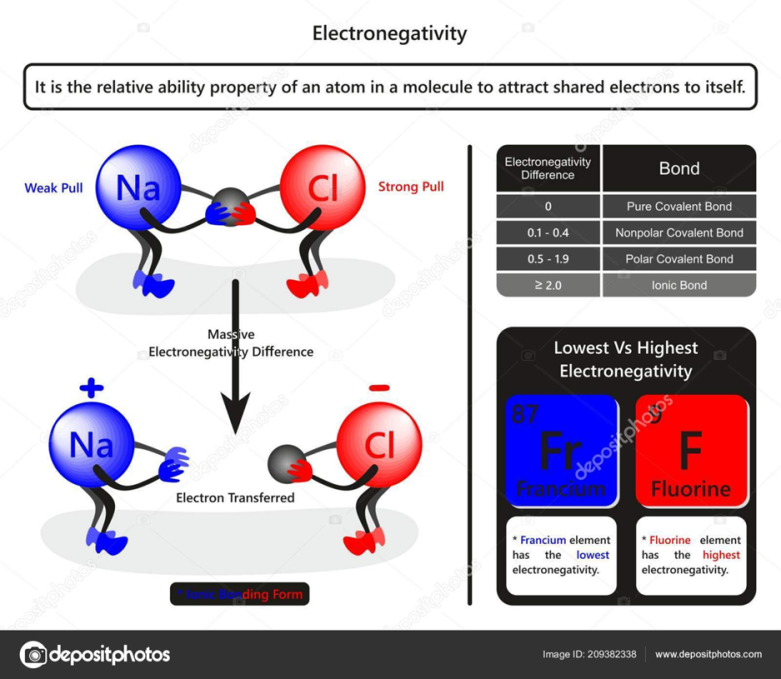 Electronegativity
It is the relative ability property of an atom in a molecule to attract shared electrons to itself.
Weak Pull
Na
Cl
Strong Pull
Massive
Electronegativity Difference
+
−
Na
Cl
Electron Transferred
* Ionic Bonding Form
Electronegativity
Difference
Bond
0
Pure Covalent Bond
0.1 - 0.4
Nonpolar Covalent Bond
0.5 - 1.9
Polar Covalent Bond
≥ 2.0
Ionic Bond
Lowest Vs Highest
Electronegativity
87
Fr
Francium
9
F
Fluorine
* Francium element
has the lowest
electronegativity.
* Fluorine element
has the highest
electronegativity.
depositphotos
Image ID: 209382338
www.depositphotos.com